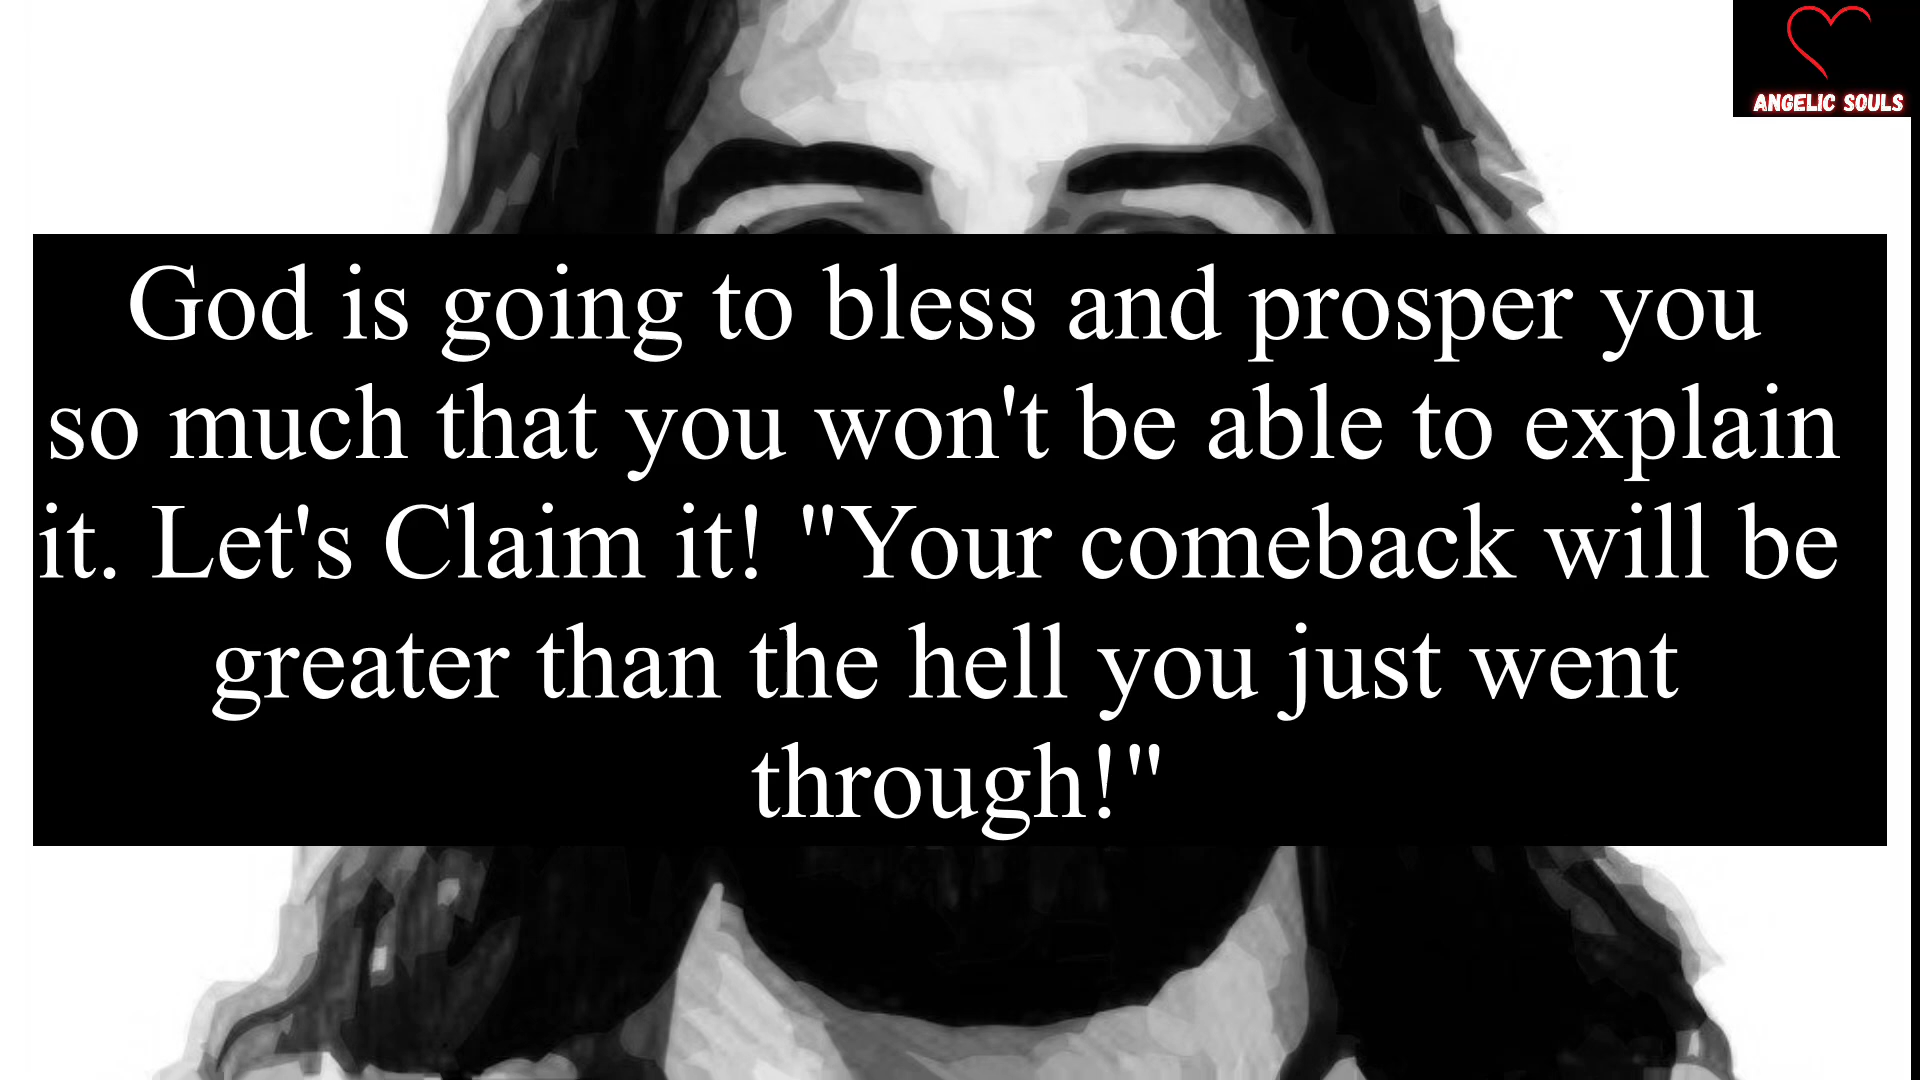 ANGELIC SOULS
God is going to bless and prosper you
so much that you won't be able to explain
it. Let's Claim it! "Your comeback will be
greater than the hell you just went
through!"